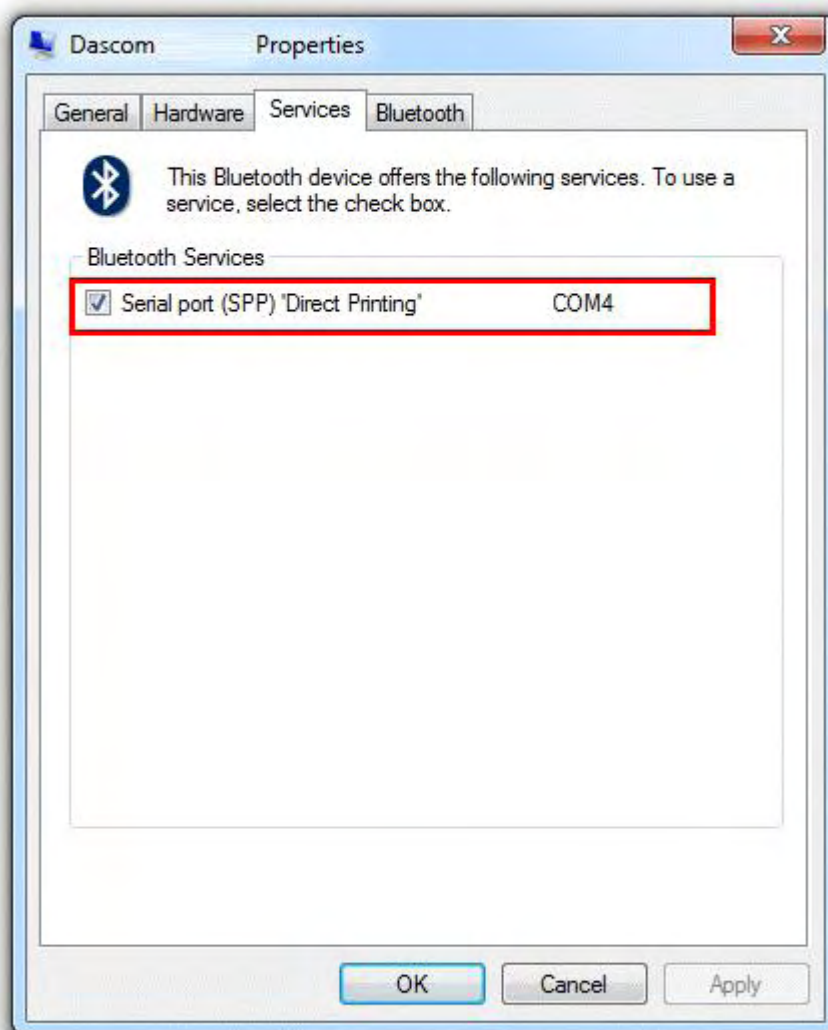 Dascom Properties
General Hardware Services Bluetooth
This Bluetooth device offers the following services. To use a
service, select the check box.
Bluetooth Services
Serial port (SPP) 'Direct Printing' COM4
OK Cancel Apply